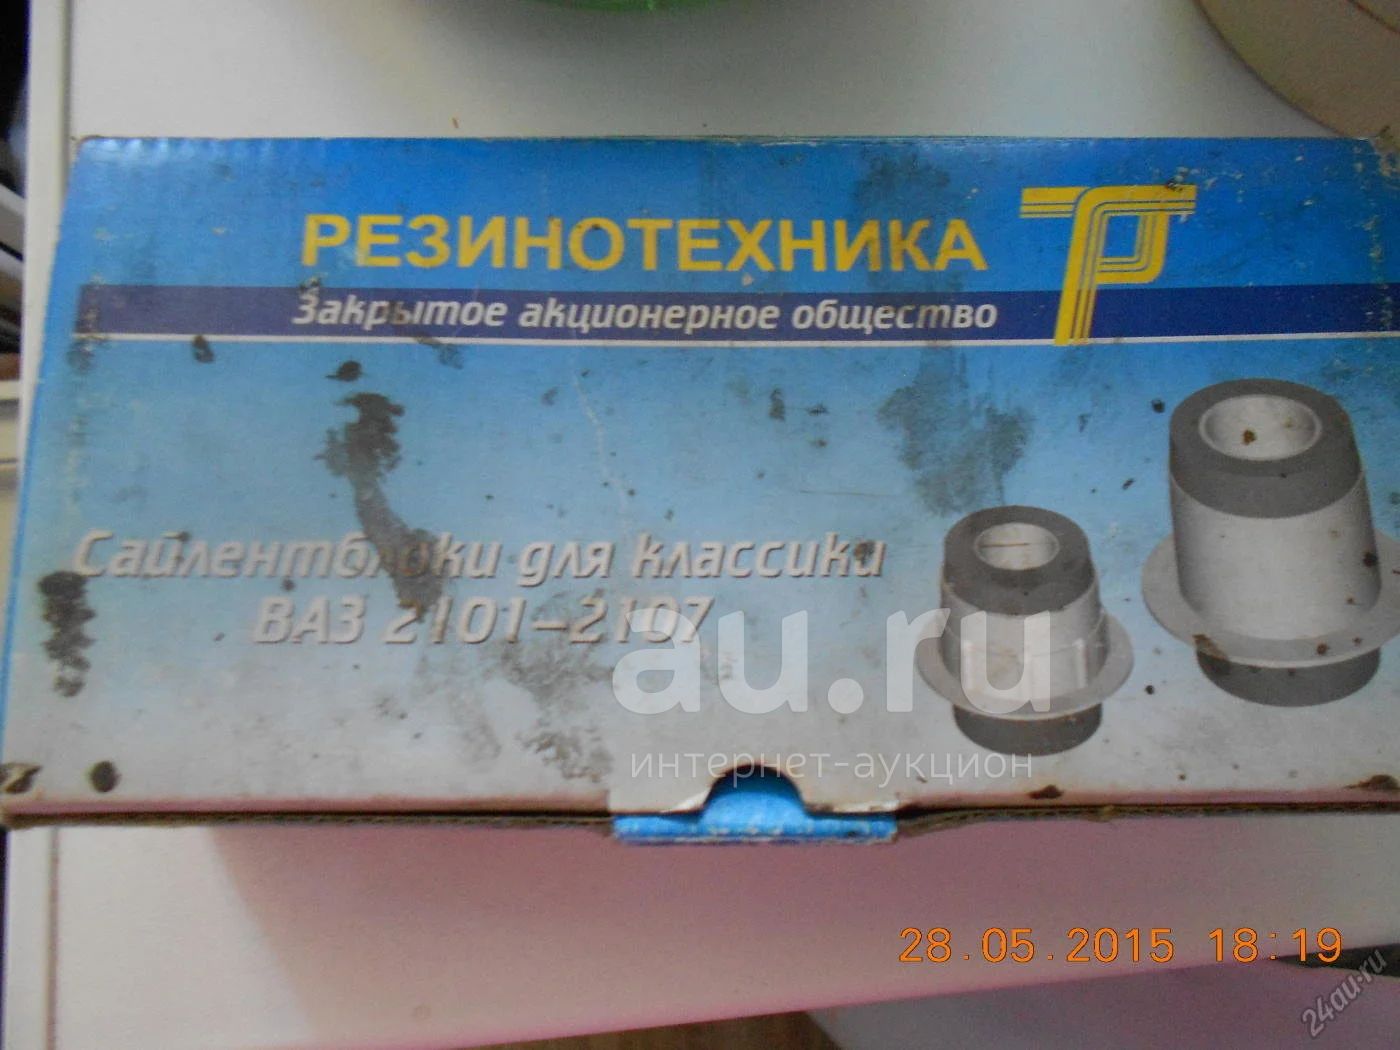 РЕЗИНОТЕХНИКА
Закрытое акционерное общество
Сайлентблоки для классики
ВАЗ 2101-2107
au.ru
интернет-аукцион
28.05.2015 18:19
24au.ru